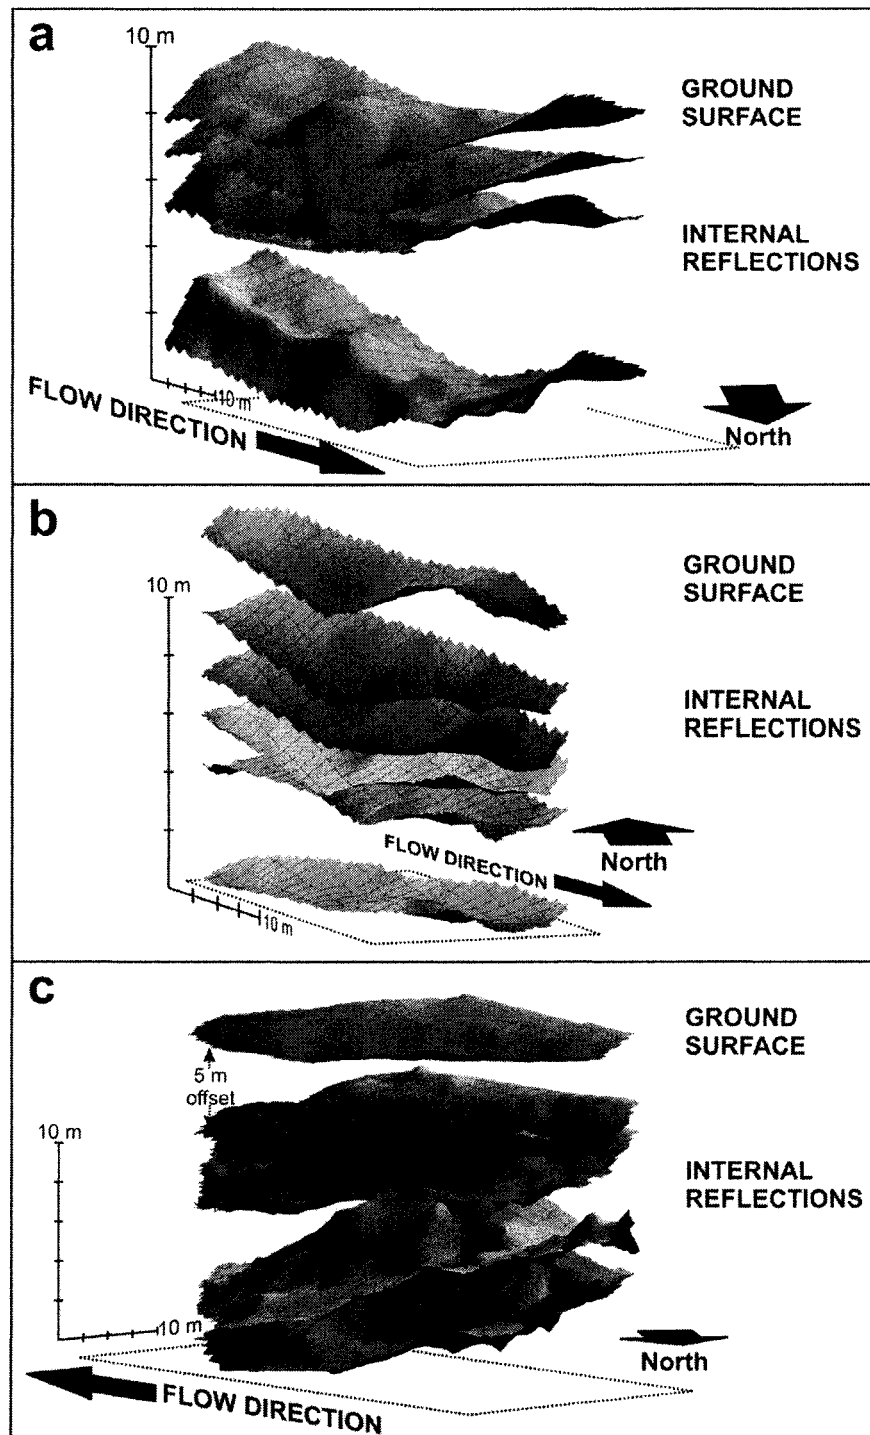 a
10 m
GROUND
SURFACE
INTERNAL
REFLECTIONS
10 m
FLOW DIRECTION
North
b
10 m
GROUND
SURFACE
INTERNAL
REFLECTIONS
FLOW DIRECTION
North
10 m
c
GROUND
SURFACE
5 m
offset
10 m
INTERNAL
REFLECTIONS
10 m
North
FLOW DIRECTION